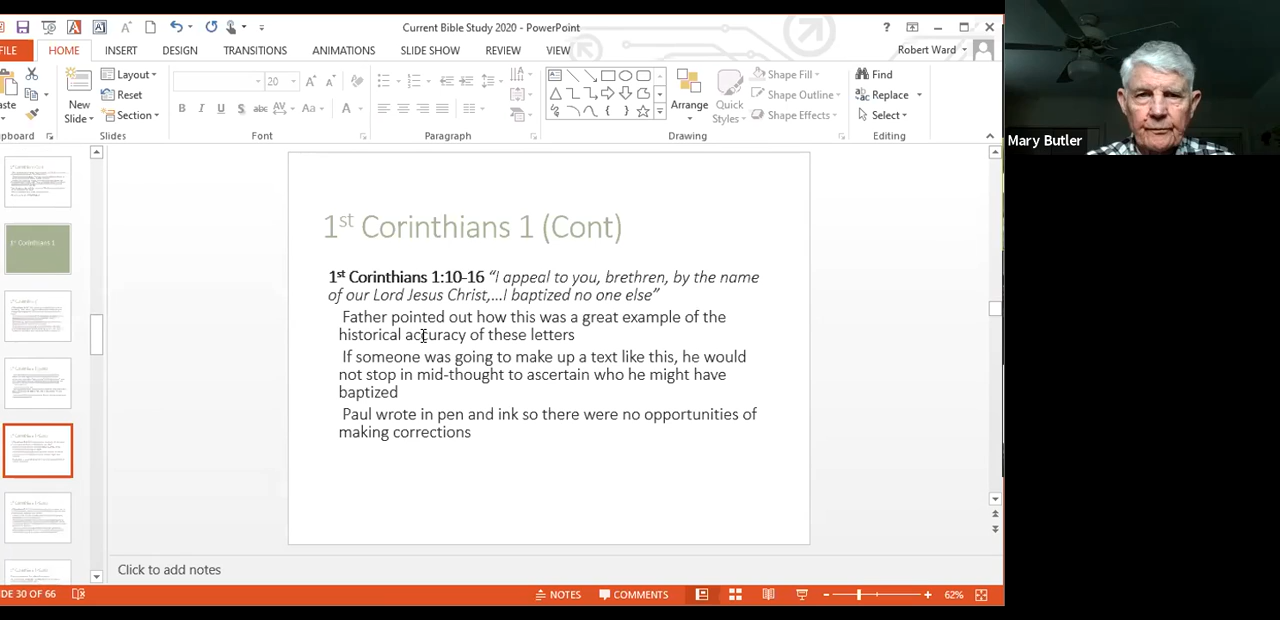 Current Bible Study 2020 - PowerPoint
FILE HOME INSERT DESIGN TRANSITIONS ANIMATIONS SLIDE SHOW REVIEW VIEW Robert Ward
Layout
Reset
Section
New
Slide
Slides
20
Font
Paragraph
Arrange
Quick
Styles
Shape Fill
Shape Outline
Shape Effects
Drawing
Find
Replace
Select
Editing
Mary Butler
1st Corinthians 1
1st Corinthians 1 (Cont)
1st Corinthians 1:10-16 “I appeal to you, brethren, by the name
of our Lord Jesus Christ,...I baptized no one else”
Father pointed out how this was a great example of the
historical accuracy of these letters
If someone was going to make up a text like this, he would
not stop in mid-thought to ascertain who he might have
baptized
Paul wrote in pen and ink so there were no opportunities of
making corrections
Click to add notes
DE 30 OF 66 NOTES COMMENTS 62%